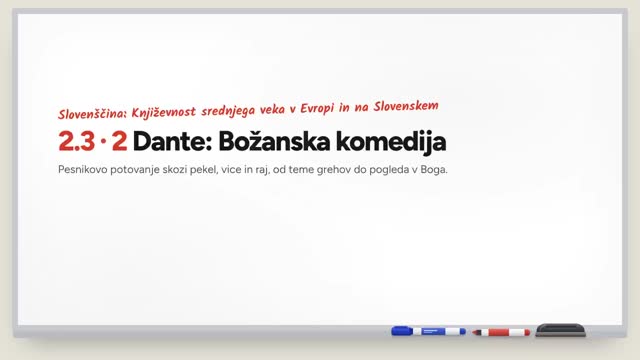 Slovenščina: Književnost srednjega veka v Evropi in na Slovenskem
2.3 · 2 Dante: Božanska komedija
Pesnikovo potovanje skozi pekel, vice in raj, od teme grehov do pogleda v Boga.